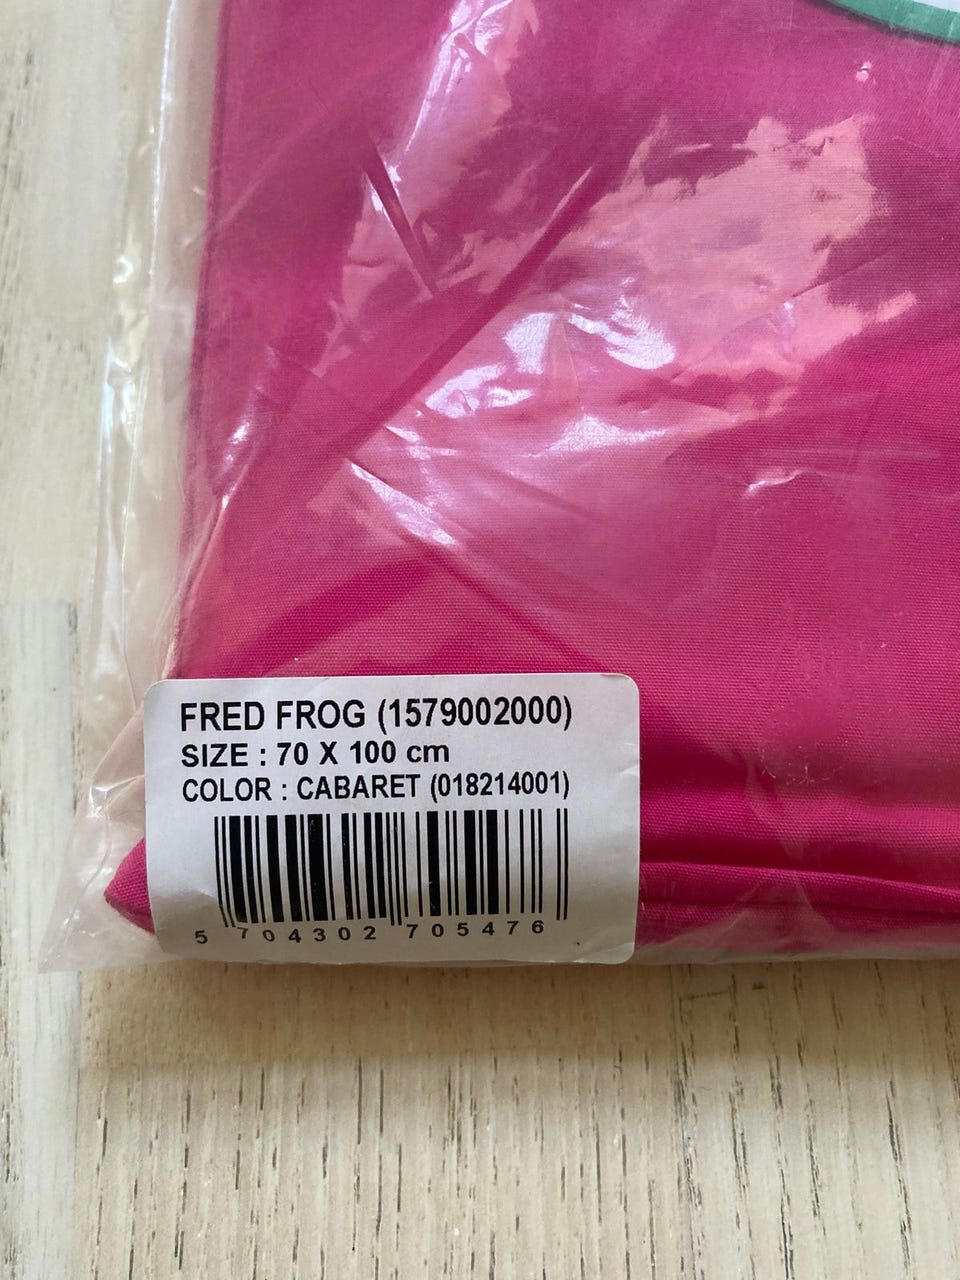 FRED FROG (1579002000)
SIZE : 70 X 100 cm
COLOR : CABARET (018214001)
5 704302 705476